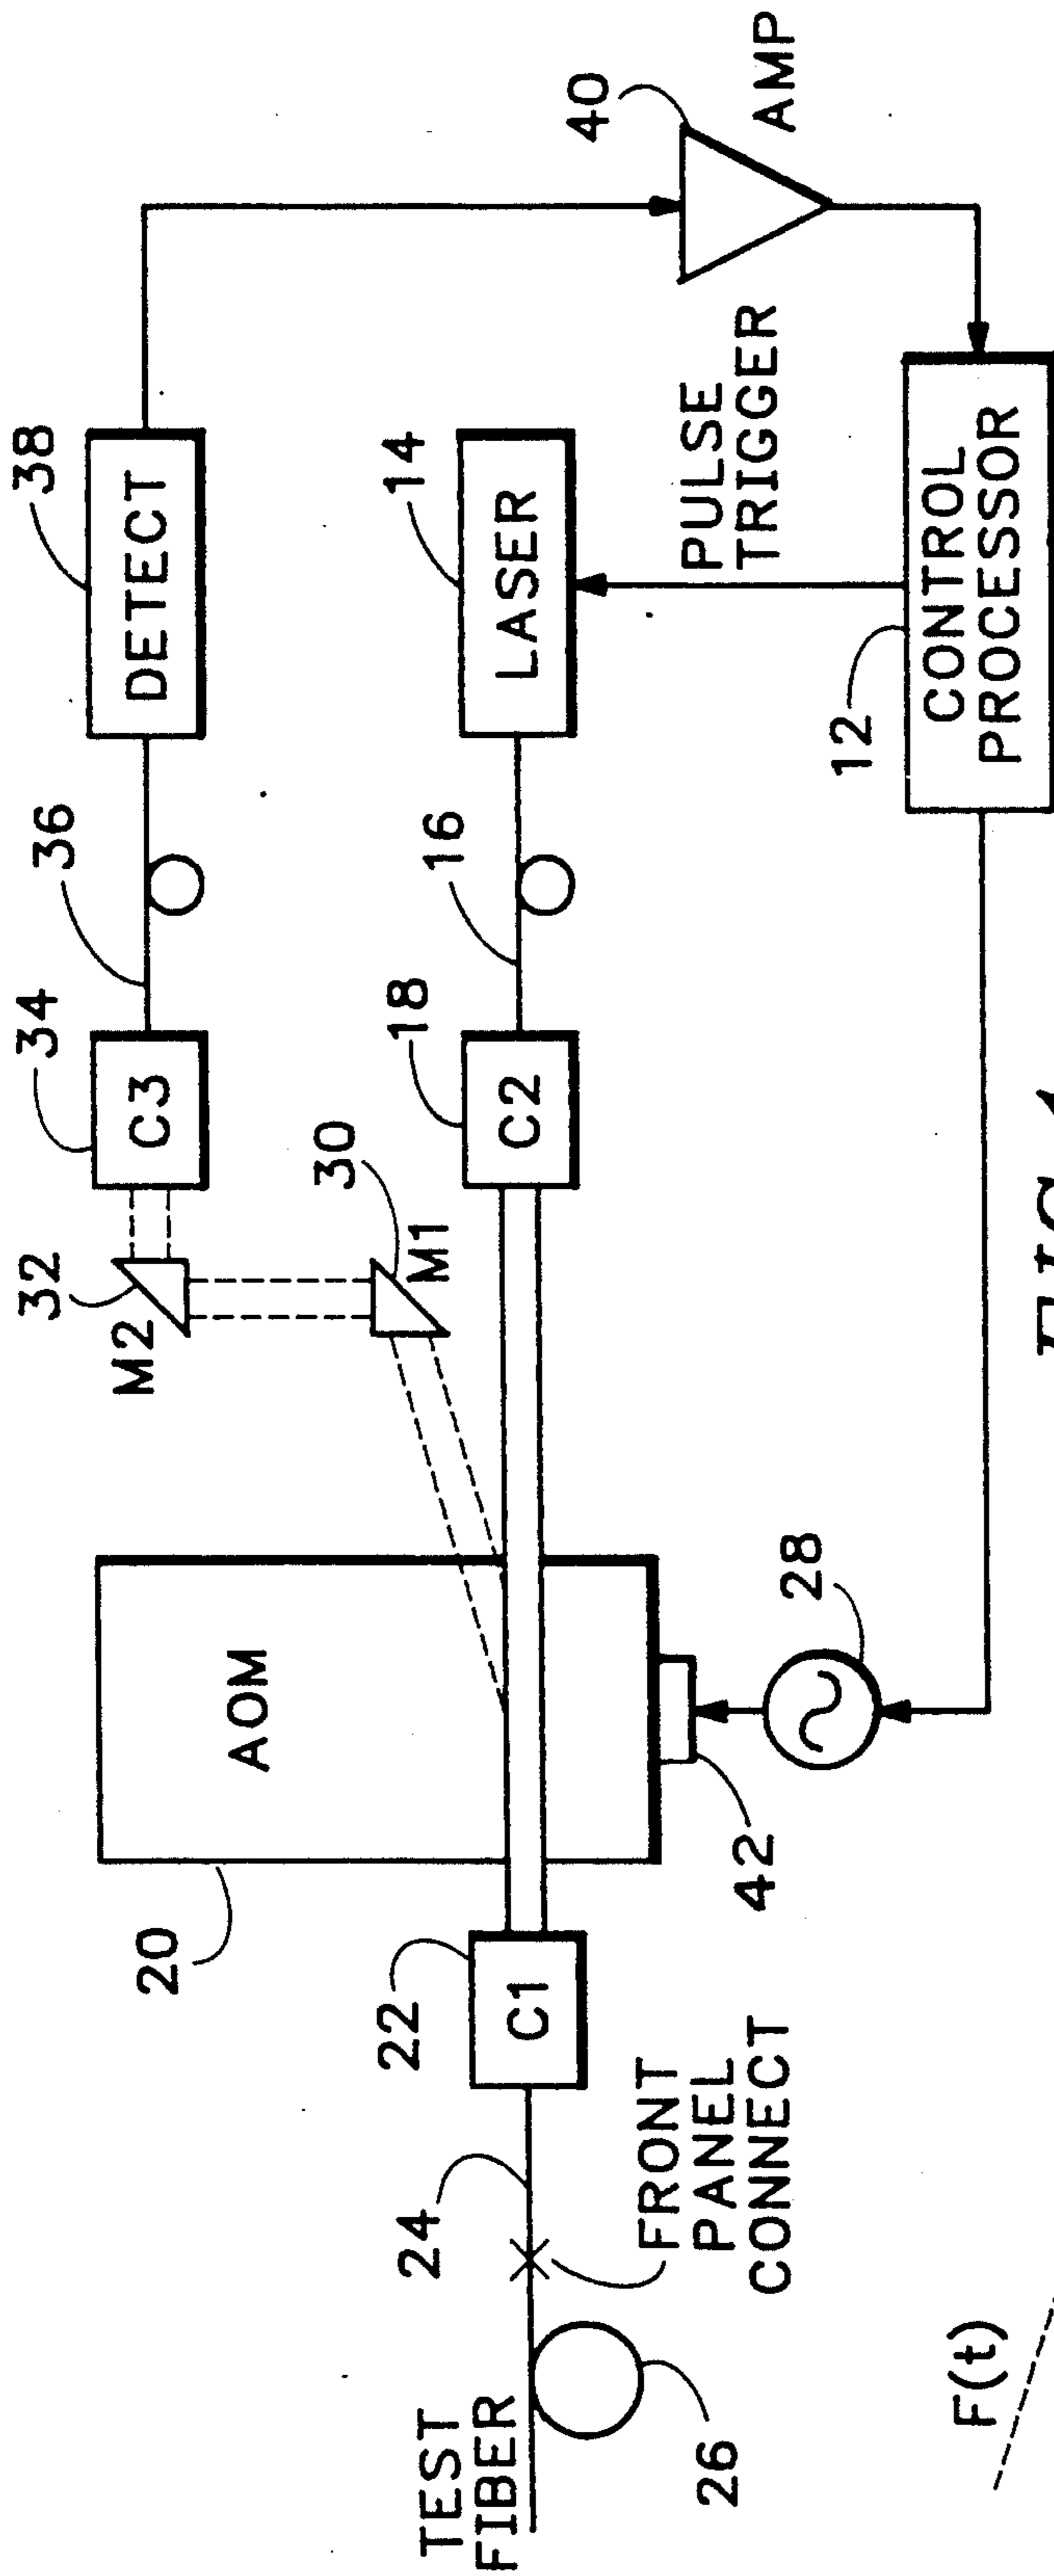 38
DETECT
36
34
C3
32
M2
30
M1
14
LASER
16
18
C2
40
AMP
PULSE
TRIGGER
12
CONTROL
PROCESSOR
20
AOM
22
C1
24
FRONT
PANEL
CONNECT
TEST
FIBER
26
42
28
F(t)